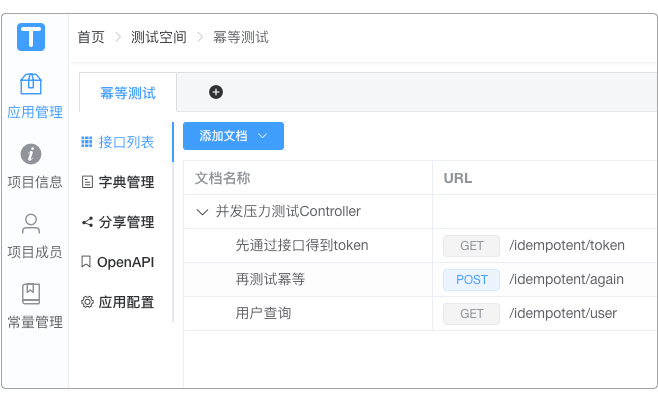 T
首页 > 测试空间 > 幂等测试
幂等测试
应用管理
项目信息
项目成员
常量管理
接口列表
字典管理
分享管理
OpenAPI
应用配置
添加文档
文档名称 URL
并发压力测试Controller
先通过接口得到token GET /idempotent/token
再测试幂等 POST /idempotent/again
用户查询 GET /idempotent/user